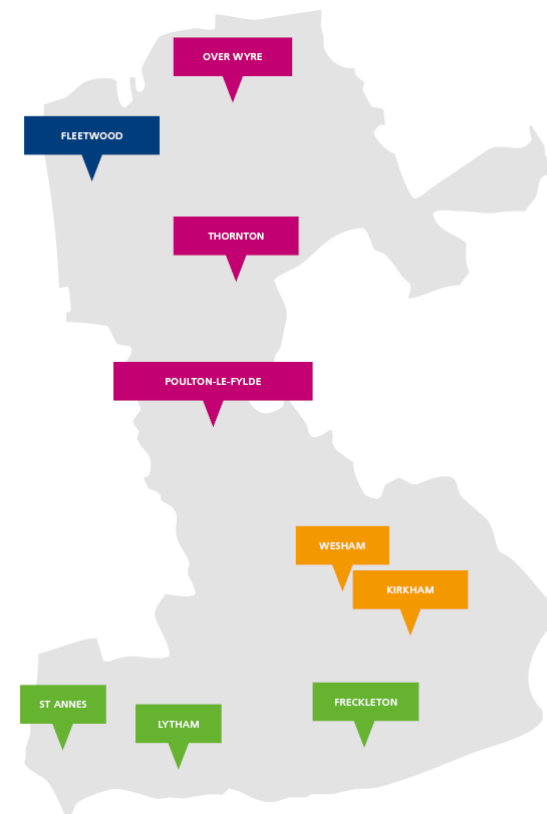 OVER WYRE
FLEETWOOD
THORNTON
POULTON-LE-FYLDE
WESHAM
KIRKHAM
ST ANNES
LYTHAM
FRECKLETON